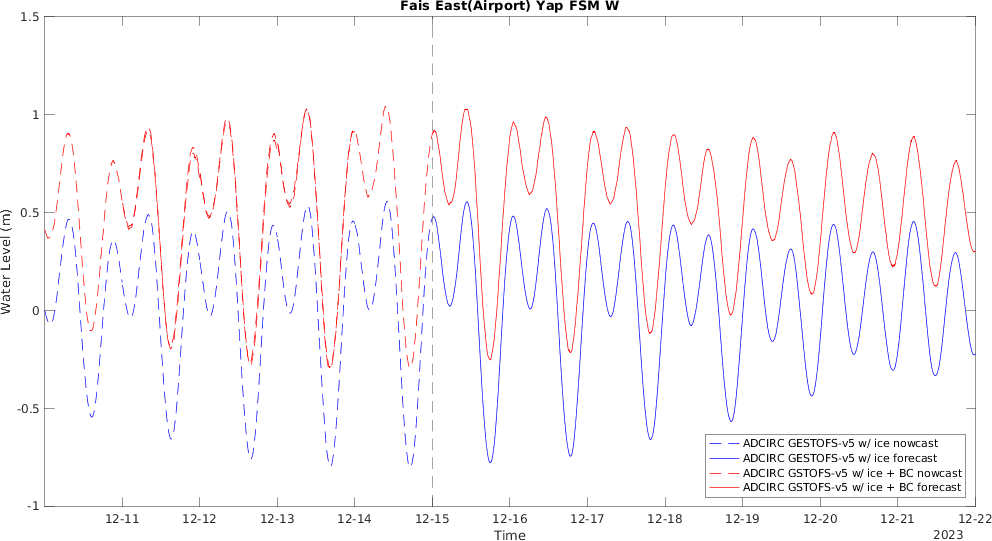 Fais East(Airport) Yap FSM W
1.5
1
0.5
0
-0.5
-1
Water Level (m)
12-11
12-12
12-13
12-14
12-15
12-16
12-17
12-18
12-19
12-20
12-21
12-22
Time
2023
ADCIRC GESTOFS-v5 w/ ice nowcast
ADCIRC GESTOFS-v5 w/ ice forecast
ADCIRC GSTOFS-v5 w/ ice + BC nowcast
ADCIRC GSTOFS-v5 w/ ice + BC forecast